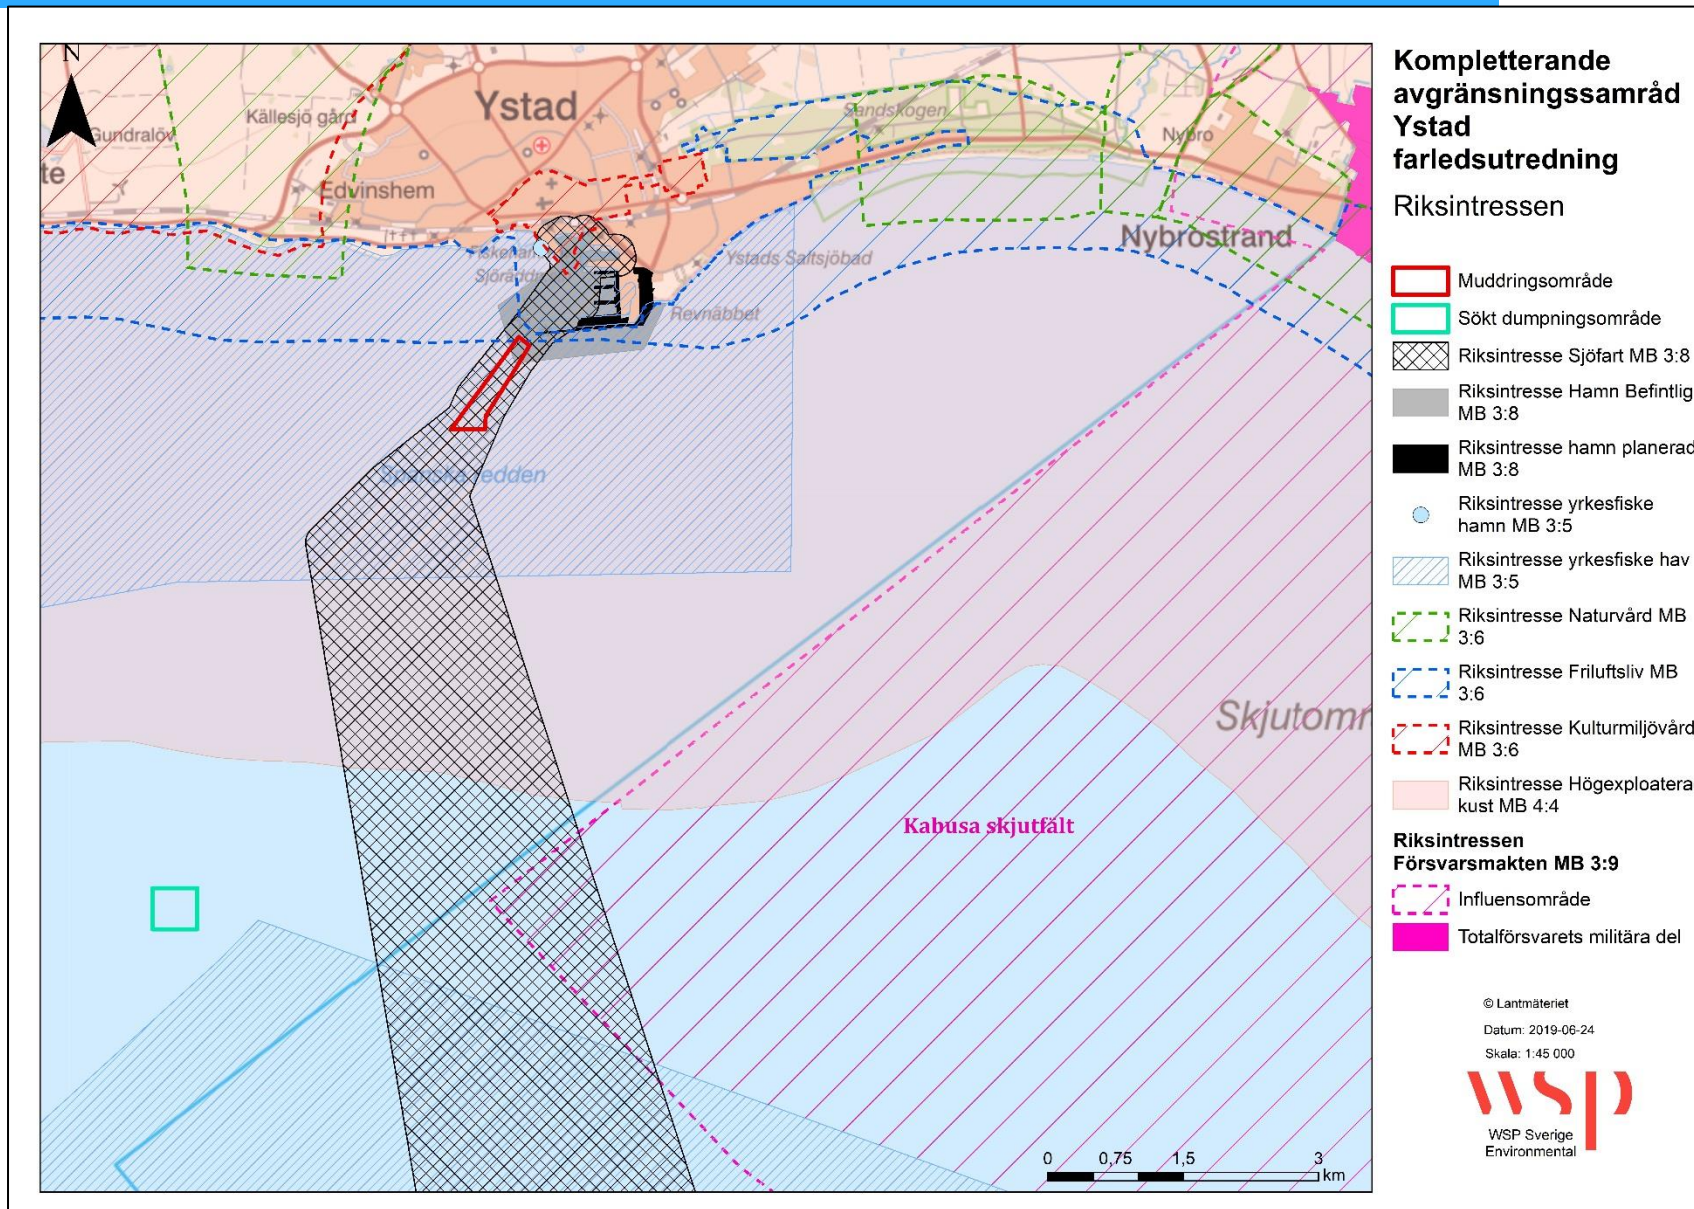 N
Gundralöv
Källesjö gård
Ystad
Sandskogen
Nybro
te
Edvinshem
Nybrostrand
Ystads Saltsjöbad
Revnäbbet
Spanska redden
Skjutomr
Kabusa skjutfält
0 0,75 1,5 3
km
Kompletterande
avgränsningssamråd
Ystad
farledsutredning
Riksintressen
Muddringsområde
Sökt dumpningsområde
Riksintresse Sjöfart MB 3:8
Riksintresse Hamn Befintlig
MB 3:8
Riksintresse hamn planerad
MB 3:8
Riksintresse yrkesfiske
hamn MB 3:5
Riksintresse yrkesfiske hav
MB 3:5
Riksintresse Naturvård MB
3:6
Riksintresse Friluftsliv MB
3:6
Riksintresse Kulturmiljövård
MB 3:6
Riksintresse Högexploatera
kust MB 4:4
Riksintressen
Försvarsmakten MB 3:9
Influensområde
Totalförsvarets militära del
© Lantmäteriet
Datum: 2019-06-24
Skala: 1:45 000
wsp
WSP Sverige
Environmental